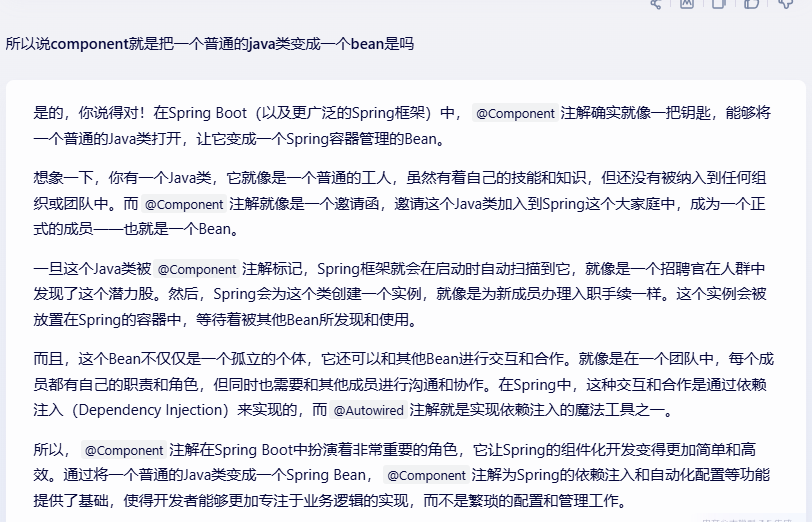 所以说component就是把一个普通的java类变成一个bean是吗
是的，你说得对！在Spring Boot（以及更广泛的Spring框架）中， @Component 注解确实就像一把钥匙，能够将
一个普通的Java类打开，让它变成一个Spring容器管理的Bean。
想象一下，你有一个Java类，它就像是一个普通的工人，虽然有着自己的技能和知识，但还没有被纳入到任何组
织或团队中。而 @Component 注解就像是一个邀请函，邀请这个Java类加入到Spring这个大家庭中，成为一个正
式的成员——也就是一个Bean。
一旦这个Java类被 @Component 注解标记，Spring框架就会在启动时自动扫描到它，就像是一个招聘官在人群中
发现了这个潜力股。然后，Spring会为这个类创建一个实例，就像是为新成员办理入职手续一样。这个实例会被
放置在Spring的容器中，等待着被其他Bean所发现和使用。
而且，这个Bean不仅仅是一个孤立的个体，它还可以和其他Bean进行交互和合作。就像是在一个团队中，每个成
员都有自己的职责和角色，但同时也需要和其他成员进行沟通和协作。在Spring中，这种交互和合作是通过依赖
注入（Dependency Injection）来实现的，而 @Autowired 注解就是实现依赖注入的魔法工具之一。
所以， @Component 注解在Spring Boot中扮演着非常重要的角色，它让Spring的组件化开发变得更加简单和高
效。通过将一个普通的Java类变成一个Spring Bean， @Component 注解为Spring的依赖注入和自动化配置等功能
提供了基础，使得开发者能够更加专注于业务逻辑的实现，而不是繁琐的配置和管理工作。